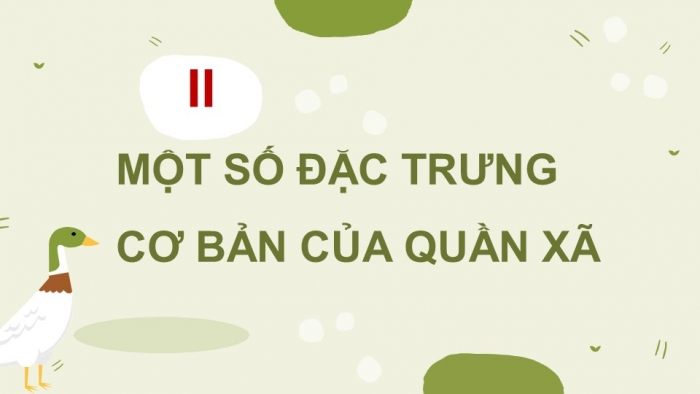 II
MỘT SỐ ĐẶC TRƯNG
CƠ BẢN CỦA QUẦN XÃ